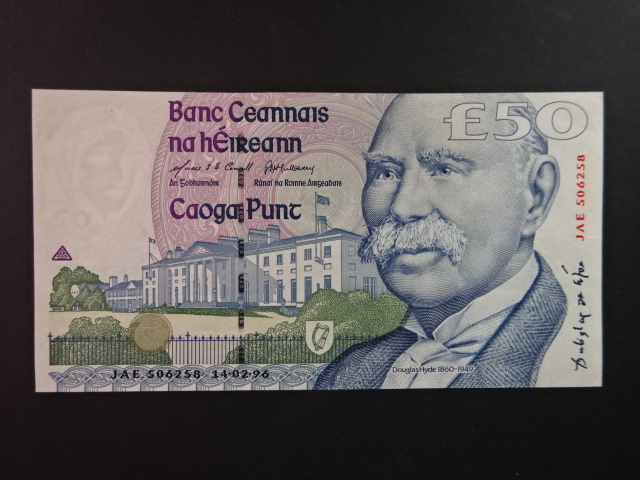 Banc Ceannais
na hÉireann
£50
An Gobharnóir
Rúnaí na Roinne Airgeadais
Caoga Punt
JAE 506258
Douglas Hyde 1860-1949
JAE 506258 14·02·96